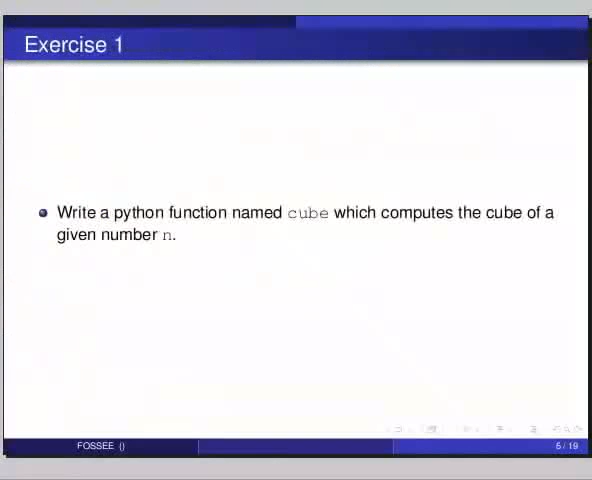 Exercise 1
Write a python function named cube which computes the cube of a
given number n.
FOSSEE ()
5 / 19